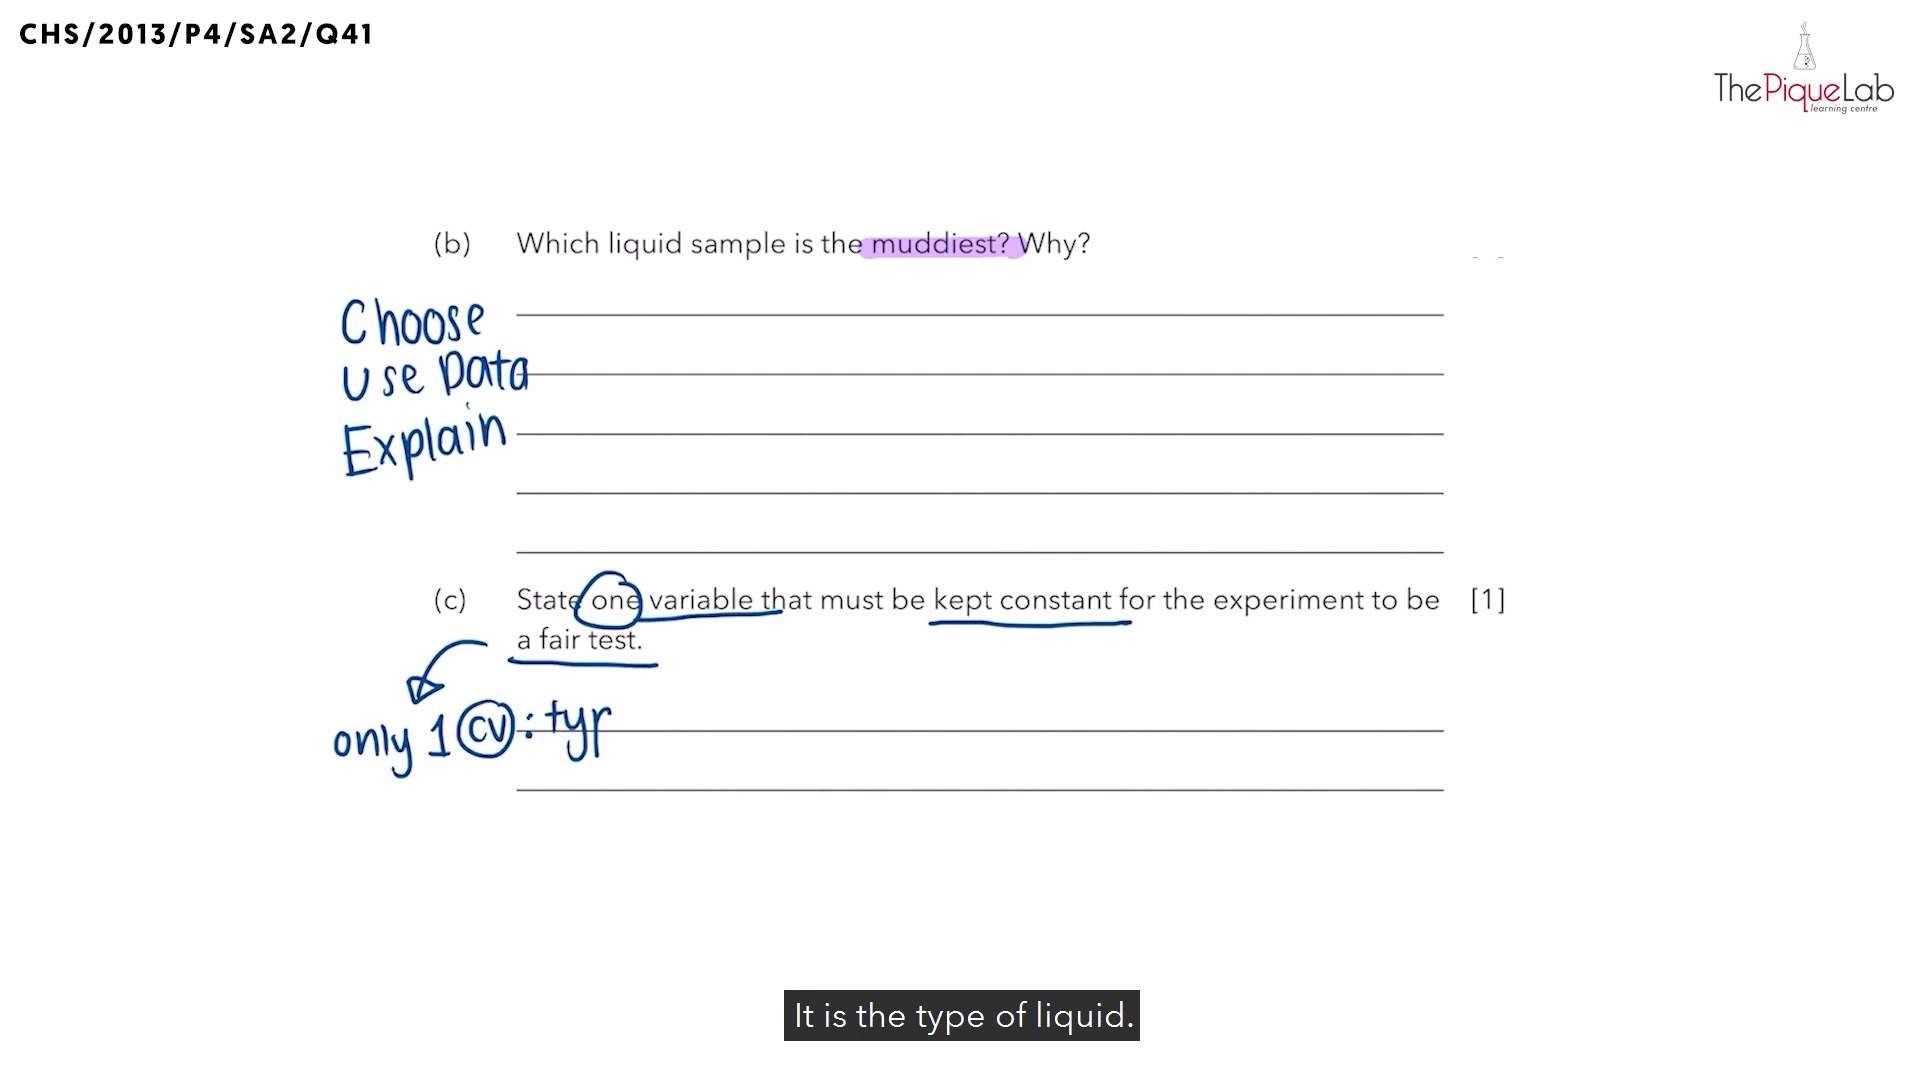 CHS/2013/P4/SA2/Q41
ThePiqueLab
learning centre
(b) Which liquid sample is the muddiest? Why?
Choose
Use Data
Explain
(c) State one variable that must be kept constant for the experiment to be [1]
a fair test.
only 1 CV: typ
It is the type of liquid.